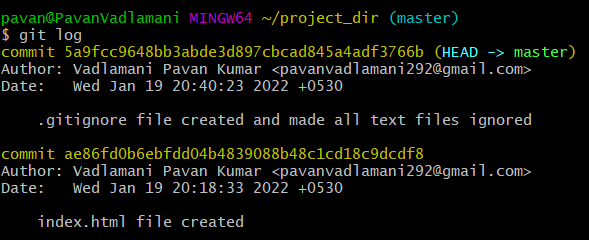 pavan@PavanVadlamani MINGW64 ~/project_dir (master)
$ git log
commit 5a9fcc9648bb3abde3d897cbcad845a4adf3766b (HEAD -> master)
Author: Vadlamani Pavan Kumar <pavanvadlamani292@gmail.com>
Date:   Wed Jan 19 20:40:23 2022 +0530
    .gitignore file created and made all text files ignored
commit ae86fd0b6ebfdd04b4839088b48c1cd18c9dcdf8
Author: Vadlamani Pavan Kumar <pavanvadlamani292@gmail.com>
Date:   Wed Jan 19 20:18:33 2022 +0530
    index.html file created